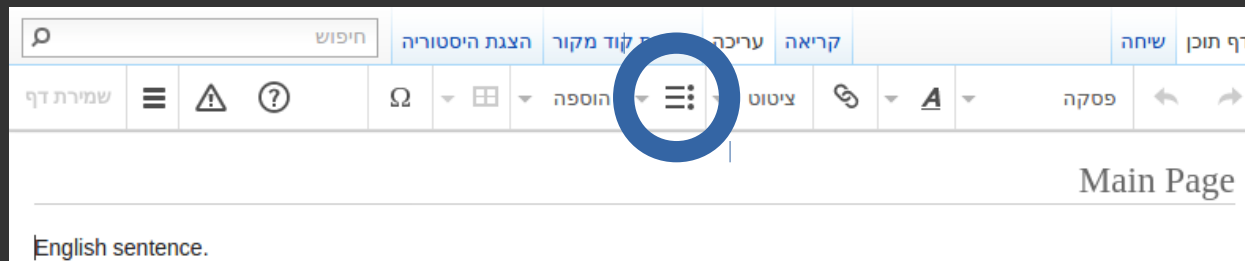 דף תוכן שיחה קריאה עריכה קוד מקור הצגת היסטוריה חיפוש
פסקה A ציטוט הוספה Ω שמירת דף
Main Page
English sentence.